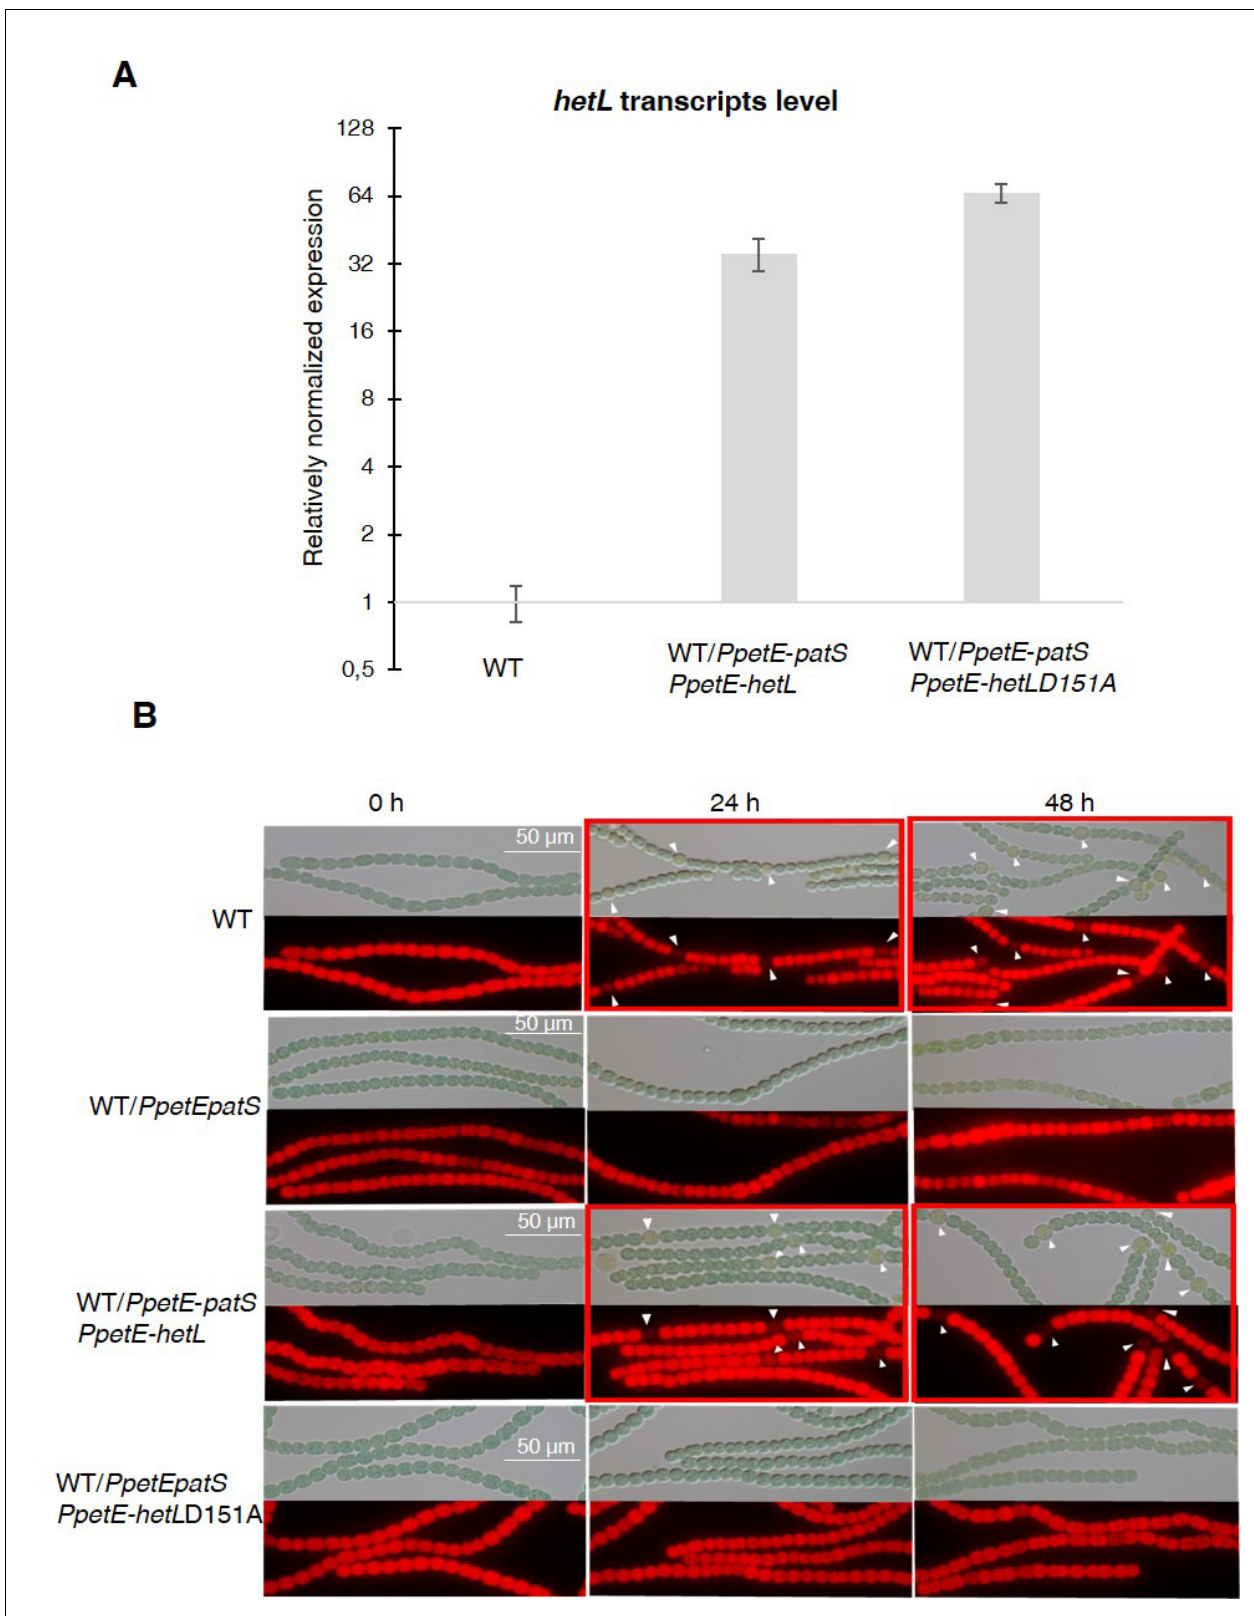 A
hetL transcripts level
Relatively normalized expression
128
64
32
16
8
4
2
1
0,5
WT
WT/PpetE-patS
PpetE-hetL
WT/PpetE-patS
PpetE-hetLD151A
B
0 h
24 h
48 h
WT
50 µm
WT/PpetEpatS
50 µm
WT/PpetE-patS
PpetE-hetL
50 µm
WT/PpetEpatS
PpetE-hetLD151A
50 µm